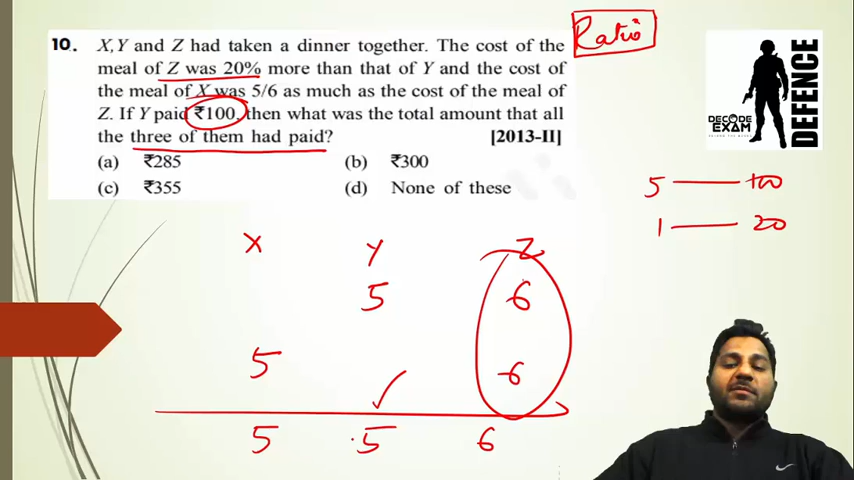 Ratio
10. X, Y and Z had taken a dinner together. The cost of the
meal of Z was 20% more than that of Y and the cost of
the meal of X was 5/6 as much as the cost of the meal of
Z. If Y paid ₹100, then what was the total amount that all
the three of them had paid? [2013-II]
(a) ₹285 (b) ₹300
(c) ₹355 (d) None of these
DECODE
EXAM
DEFENCE
5 — 100
1 — 20
X Y Z
5 6
5 6
5 5 6